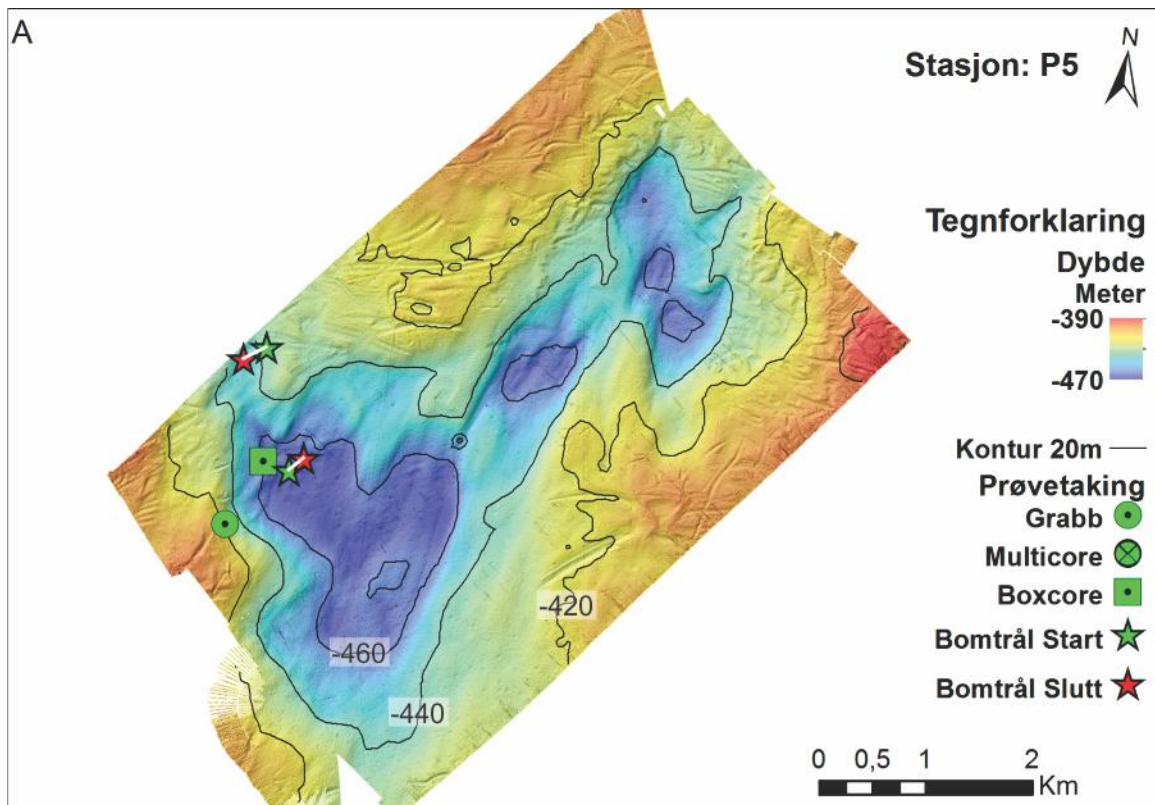 A
N
Stasjon: P5
Tegnforklaring
Dybde
Meter
-390
-470
Kontur 20m
Prøvetaking
Grabb
Multicore
Boxcore
Bomtrål Start
Bomtrål Slutt
-420
-460
-440
0 0,5 1 2
Km